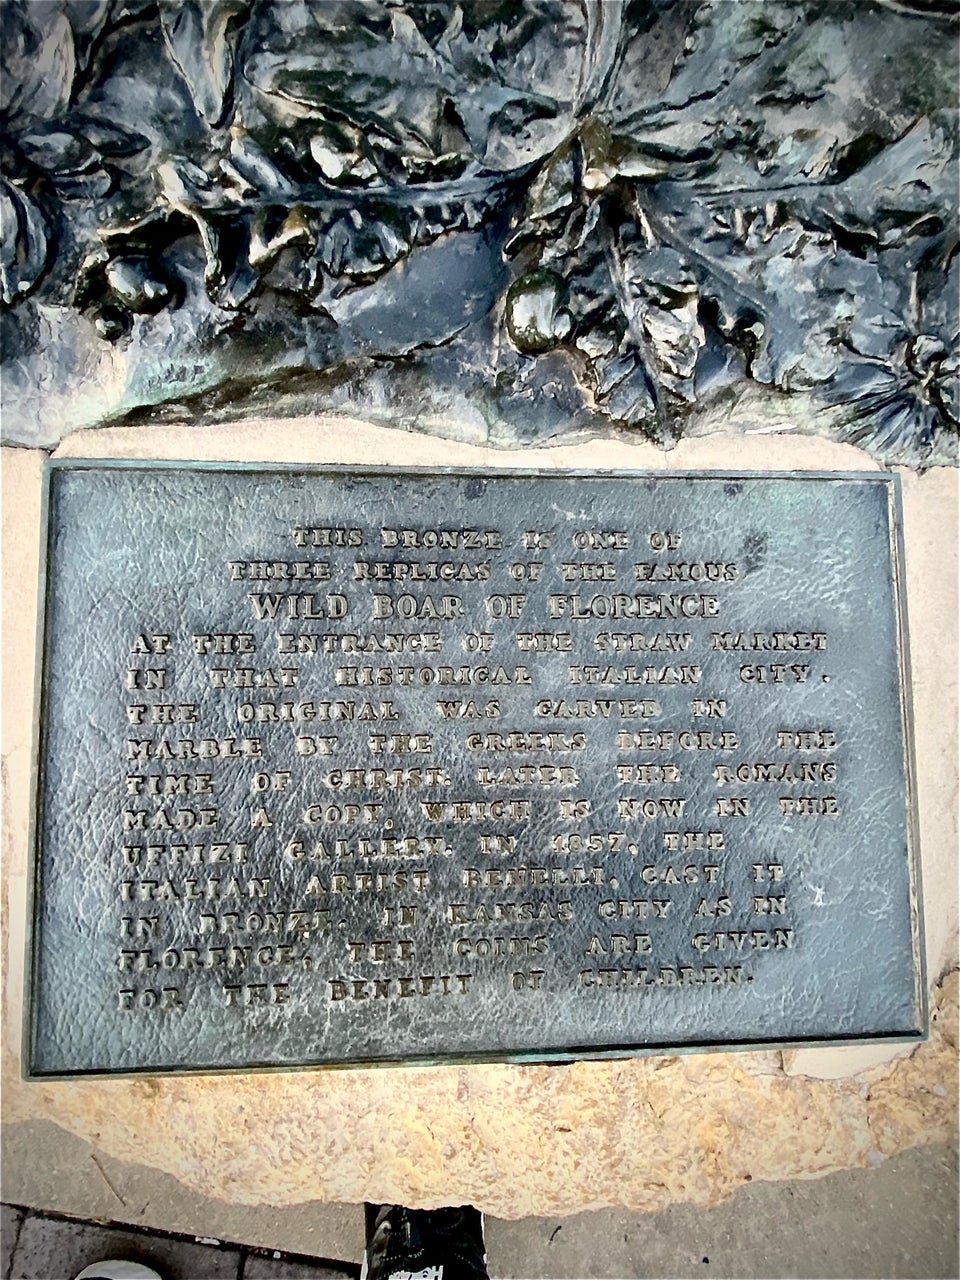 THIS BRONZE IS ONE OF
THREE REPLICAS OF THE FAMOUS
WILD BOAR OF FLORENCE
AT THE ENTRANCE OF THE STRAW MARKET
IN THAT HISTORICAL ITALIAN CITY.
THE ORIGINAL WAS CARVED IN
MARBLE BY THE GREEKS BEFORE THE
TIME OF CHRIST. LATER THE ROMANS
MADE A COPY, WHICH IS NOW IN THE
UFFIZI GALLERY. IN 1857, THE
ITALIAN ARTIST BENELLI, CAST IT
IN BRONZE. IN KANSAS CITY AS IN
FLORENCE, THE COINS ARE GIVEN
FOR THE BENEFIT OF CHILDREN.